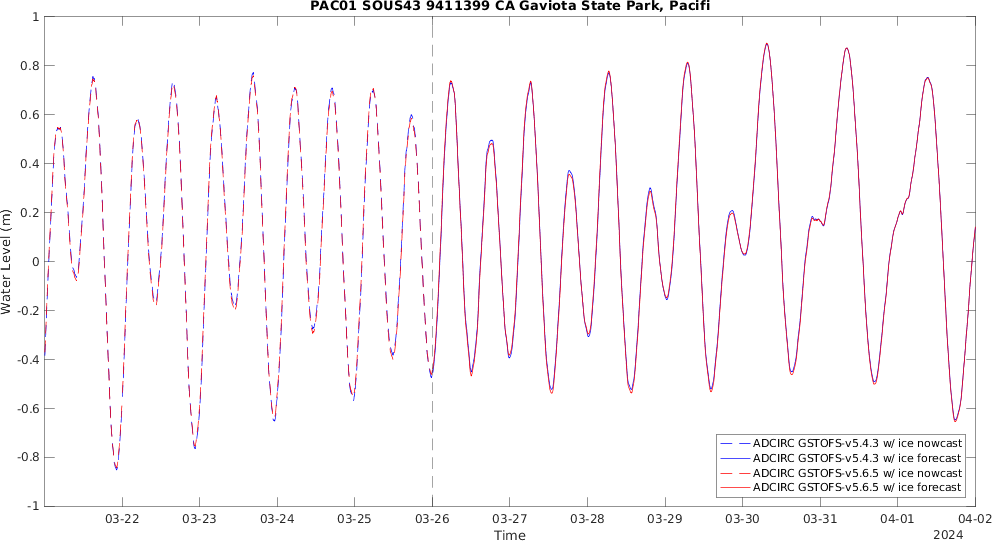 PAC01 SOUS43 9411399 CA Gaviota State Park, Pacifi
Water Level (m)
1
0.8
0.6
0.4
0.2
0
-0.2
-0.4
-0.6
-0.8
-1
ADCIRC GSTOFS-v5.4.3 w/ ice nowcast
ADCIRC GSTOFS-v5.4.3 w/ ice forecast
ADCIRC GSTOFS-v5.6.5 w/ ice nowcast
ADCIRC GSTOFS-v5.6.5 w/ ice forecast
03-22 03-23 03-24 03-25 03-26 03-27 03-28 03-29 03-30 03-31 04-01 04-02
Time
2024